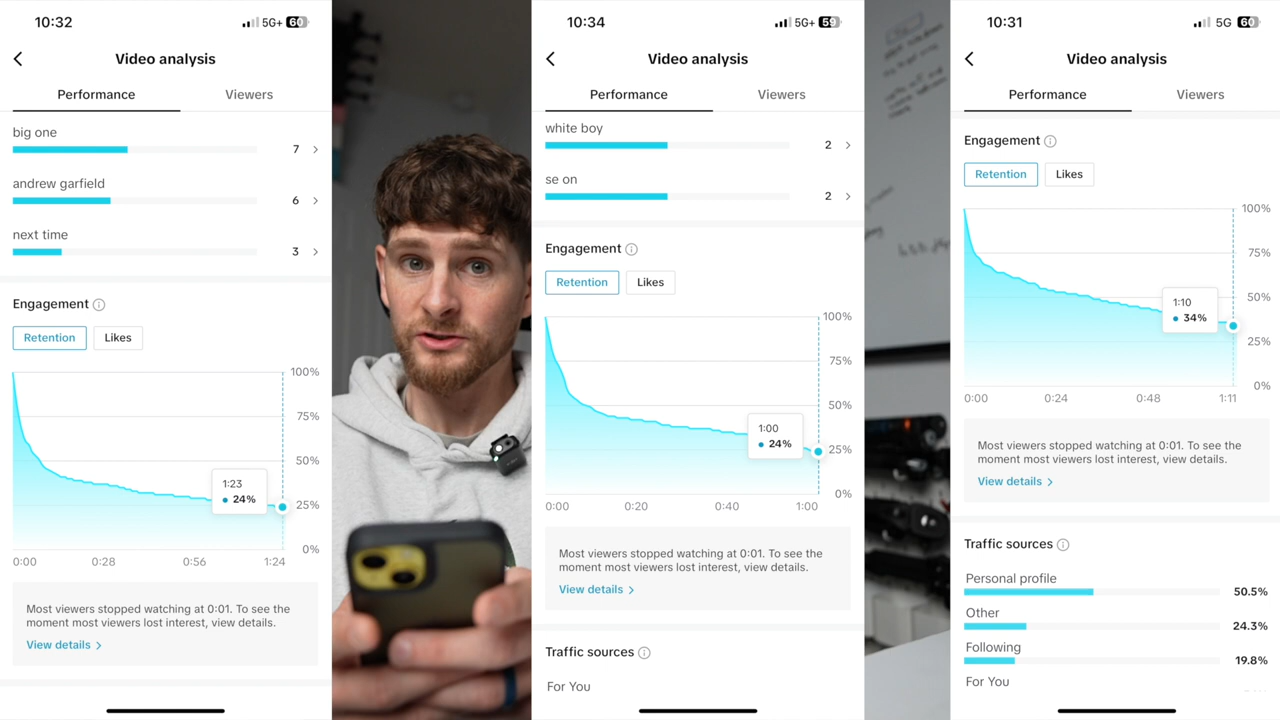 10:32
5G+ 60
Video analysis
Performance
Viewers
big one
7
andrew garfield
6
next time
3
Engagement
Retention
Likes
100%
75%
50%
25%
0%
1:23
24%
0:00
0:28
0:56
1:24
Most viewers stopped watching at 0:01. To see the
moment most viewers lost interest, view details.
View details
10:34
5G+ 59
Video analysis
Performance
Viewers
white boy
2
se on
2
Engagement
Retention
Likes
100%
75%
50%
25%
0%
1:00
24%
0:00
0:20
0:40
1:00
Most viewers stopped watching at 0:01. To see the
moment most viewers lost interest, view details.
View details
Traffic sources
For You
10:31
5G 60
Video analysis
Performance
Viewers
Engagement
Retention
Likes
100%
75%
50%
25%
0%
1:10
34%
0:00
0:24
0:48
1:11
Most viewers stopped watching at 0:01. To see the
moment most viewers lost interest, view details.
View details
Traffic sources
Personal profile
50.5%
Other
24.3%
Following
19.8%
For You